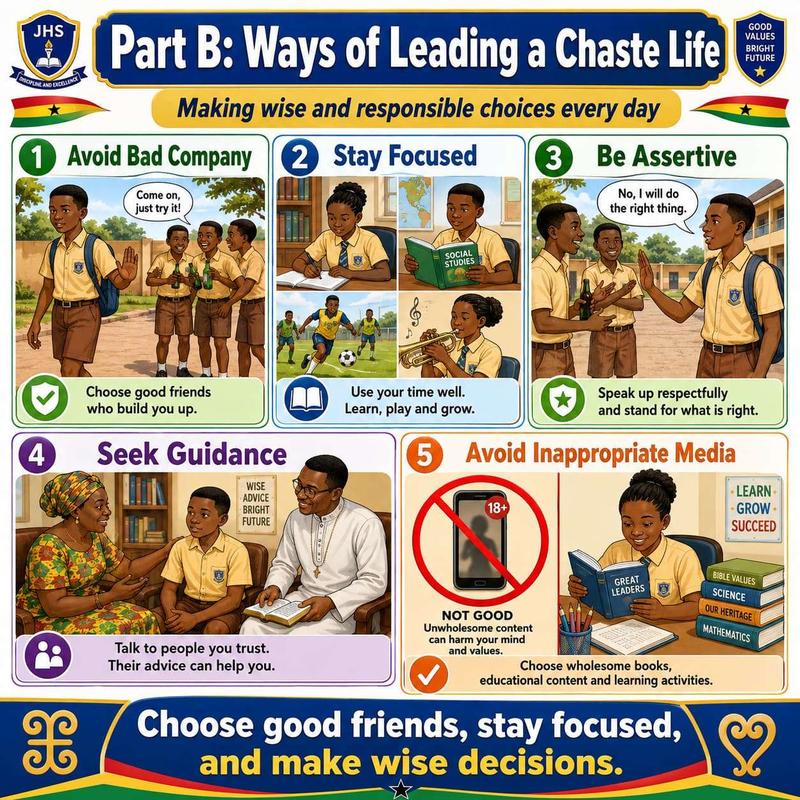 JHS
DISCIPLINE AND EXCELLENCE
Part B: Ways of Leading a Chaste Life
GOOD
VALUES
BRIGHT
FUTURE
Making wise and responsible choices every day
1 Avoid Bad Company
Come on,
just try it!
Choose good friends
who build you up.
2 Stay Focused
SOCIAL
STUDIES
Use your time well.
Learn, play and grow.
3 Be Assertive
No, I will do
the right thing.
Speak up respectfully
and stand for what is right.
4 Seek Guidance
WISE
ADVICE
BRIGHT
FUTURE
Talk to people you trust.
Their advice can help you.
5 Avoid Inappropriate Media
18+
NOT GOOD
Unwholesome content
can harm your mind
and values.
GREAT
LEADERS
LEARN
GROW
SUCCEED
BIBLE VALUES
SCIENCE
OUR HERITAGE
MATHEMATICS
Choose wholesome books,
educational content and learning activities.
Choose good friends, stay focused,
and make wise decisions.